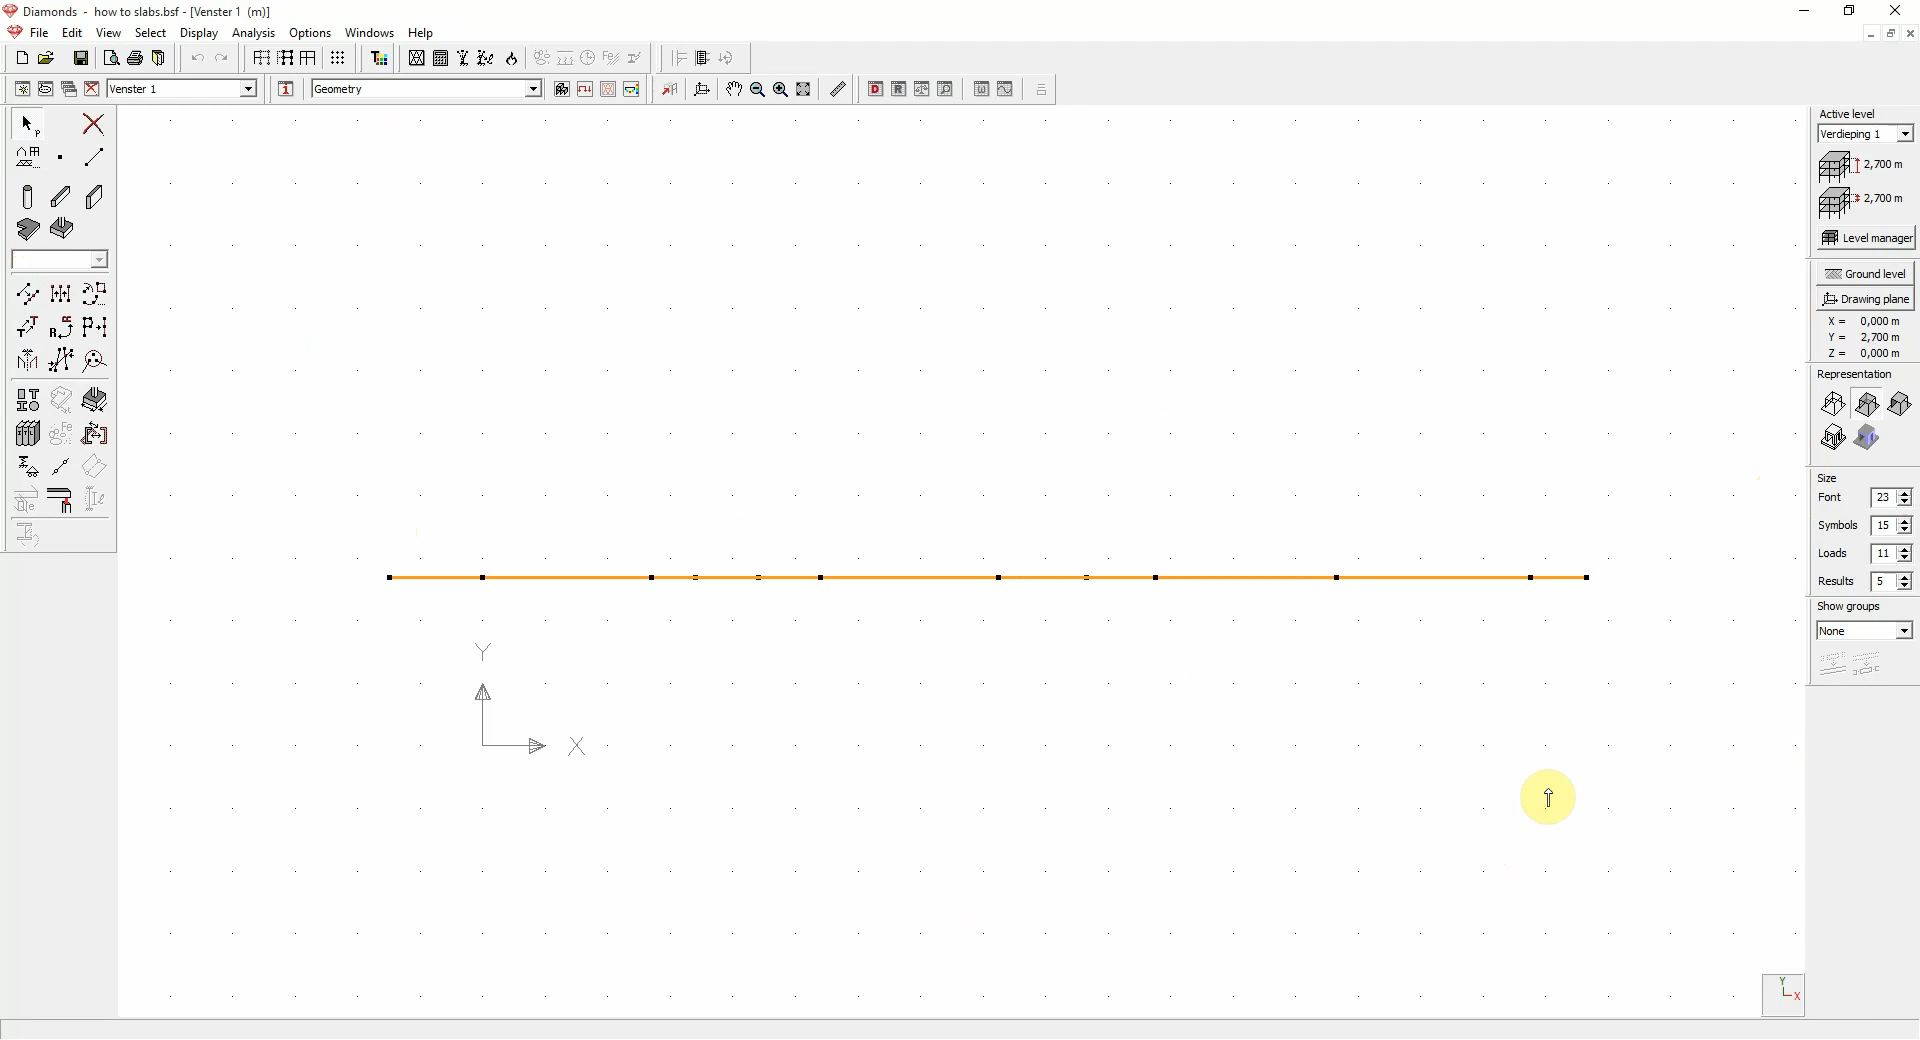 Diamonds - how to slabs.bsf - [Venster 1 (m)]
File Edit View Select Display Analysis Options Windows Help
Venster 1
1
Geometry
D R
Active level
Verdieping 1
2,700 m
2,700 m
Level manager
Ground level
Drawing plane
X = 0,000 m
Y = 2,700 m
Z = 0,000 m
Representation
Size
Font 23
Symbols 15
Loads 11
Results 5
Show groups
None
Y
X
Y
X